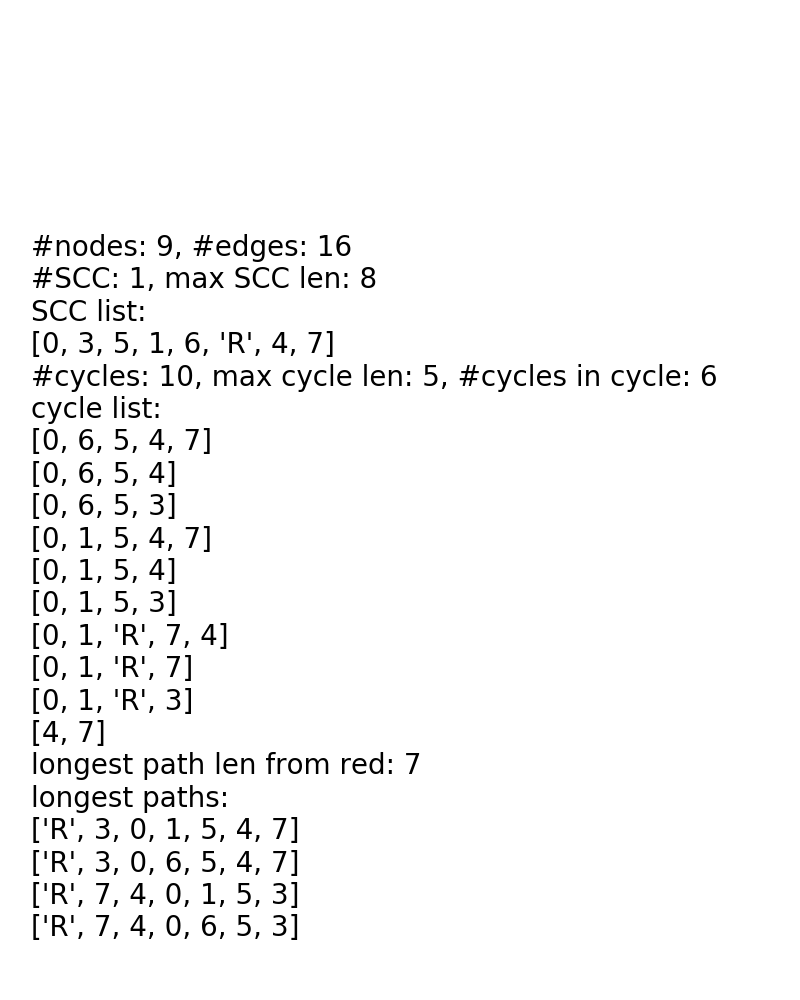 #nodes: 9, #edges: 16
#SCC: 1, max SCC len: 8
SCC list:
[0, 3, 5, 1, 6, 'R', 4, 7]
#cycles: 10, max cycle len: 5, #cycles in cycle: 6
cycle list:
[0, 6, 5, 4, 7]
[0, 6, 5, 4]
[0, 6, 5, 3]
[0, 1, 5, 4, 7]
[0, 1, 5, 4]
[0, 1, 5, 3]
[0, 1, 'R', 7, 4]
[0, 1, 'R', 7]
[0, 1, 'R', 3]
[4, 7]
longest path len from red: 7
longest paths:
['R', 3, 0, 1, 5, 4, 7]
['R', 3, 0, 6, 5, 4, 7]
['R', 7, 4, 0, 1, 5, 3]
['R', 7, 4, 0, 6, 5, 3]